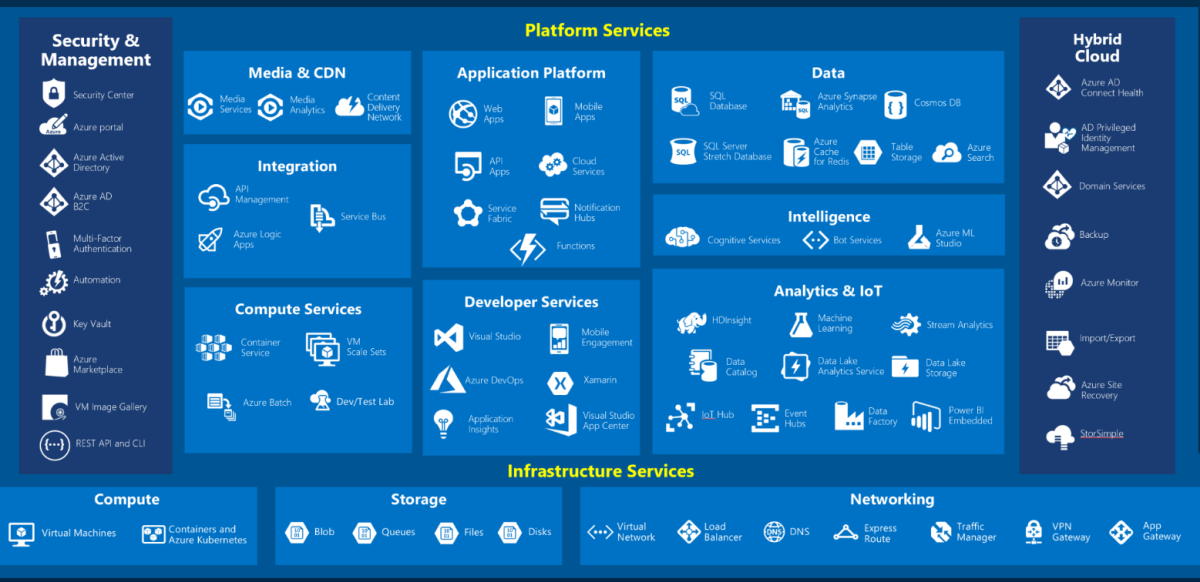 Platform Services
Security &
Management
Security Center
Azure
Azure portal
Azure Active
Directory
Azure AD
B2C
Multi-Factor
Authentication
Automation
Key Vault
Azure
Marketplace
VM Image Gallery
REST API and CLI
Media & CDN
Media
Services
Media
Analytics
Content
Delivery
Network
Integration
API
Management
Service Bus
Azure Logic
Apps
Compute Services
Container
Service
VM
Scale Sets
Azure Batch
Dev/Test Lab
Application Platform
Web
Apps
Mobile
Apps
API
Apps
Cloud
Services
Service
Fabric
Notification
Hubs
Functions
Developer Services
Visual Studio
Mobile
Engagement
Azure DevOps
Xamarin
Application
Insights
Visual Studio
App Center
Data
SQL
SQL
Database
SQL
Azure Synapse
Analytics
Cosmos DB
SQL
SQL Server
Stretch Database
Azure
Cache
for Redis
Table
Storage
Azure
Search
Intelligence
Cognitive Services
Bot Services
Azure ML
Studio
Analytics & IoT
HDInsight
Machine
Learning
Stream Analytics
Data
Catalog
Data Lake
Analytics Service
Data Lake
Storage
IoT Hub
Event
Hubs
Data
Factory
Power BI
Embedded
Hybrid
Cloud
Azure AD
Connect Health
AD Privileged
Identity
Management
Domain Services
Backup
Azure Monitor
Import/Export
Azure Site
Recovery
StorSimple
Infrastructure Services
Compute
Virtual Machines
Containers and
Azure Kubernetes
Storage
Blob
Queues
Files
Disks
Networking
Virtual
Network
Load
Balancer
DNS
DNS
Express
Route
Traffic
Manager
VPN
Gateway
App
Gateway